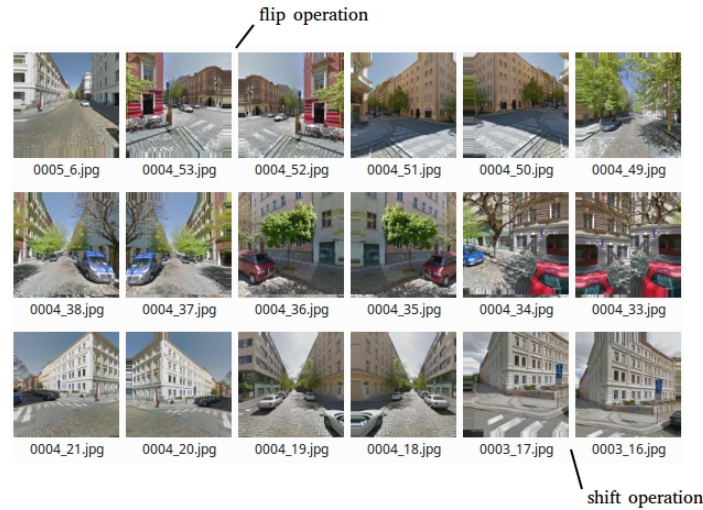 flip operation
0005_6.jpg 0004_53.jpg 0004_52.jpg 0004_51.jpg 0004_50.jpg 0004_49.jpg
0004_38.jpg 0004_37.jpg 0004_36.jpg 0004_35.jpg 0004_34.jpg 0004_33.jpg
0004_21.jpg 0004_20.jpg 0004_19.jpg 0004_18.jpg 0003_17.jpg 0003_16.jpg
shift operation